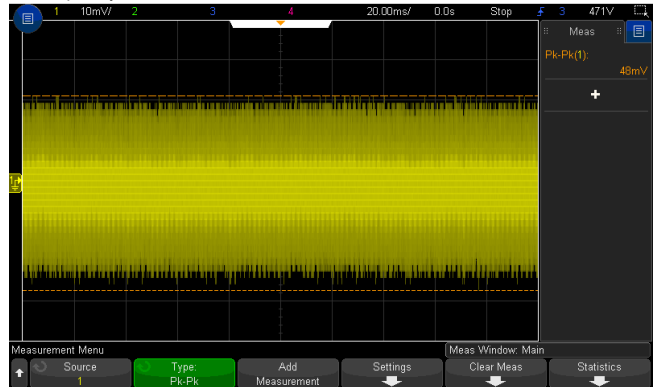 1 10mV/ 2 3 4 20.00ms/ 0.0s Stop 3 471V
Meas
Pk-Pk(1):
48mV
Measurement Menu Meas Window: Main
Source Type: Add Settings Clear Meas Statistics
1 Pk-Pk Measurement